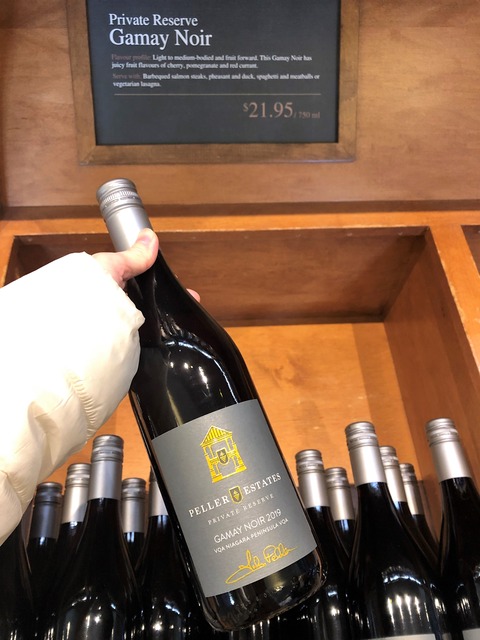 Private Reserve
Gamay Noir
Flavour profile: Light to medium-bodied and fruit forward. This Gamay Noir has
juicy fruit flavours of cherry, pomegranate and red currant.
Serve with: Barbequed salmon steaks, pheasant and duck, spaghetti and meatballs or
vegetarian lasagna.
$21.95 / 750 ml
PELLER ESTATES
PRIVATE RESERVE
GAMAY NOIR 2019
VQA NIAGARA PENINSULA VQA